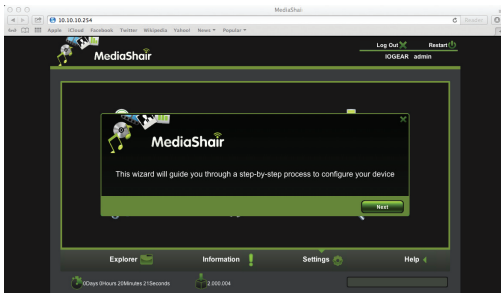 MediaShair
10.10.10.254
Reader
Apple iCloud Facebook Twitter Wikipedia Yahoo! News Popular
MediaShair
Log Out Restart
IOGEAR admin
MediaShair
This wizard will guide you through a step-by-step process to configure your device
Next
Explorer Information Settings Help
0Days 0Hours 20Minutes 21Seconds 2.000.004